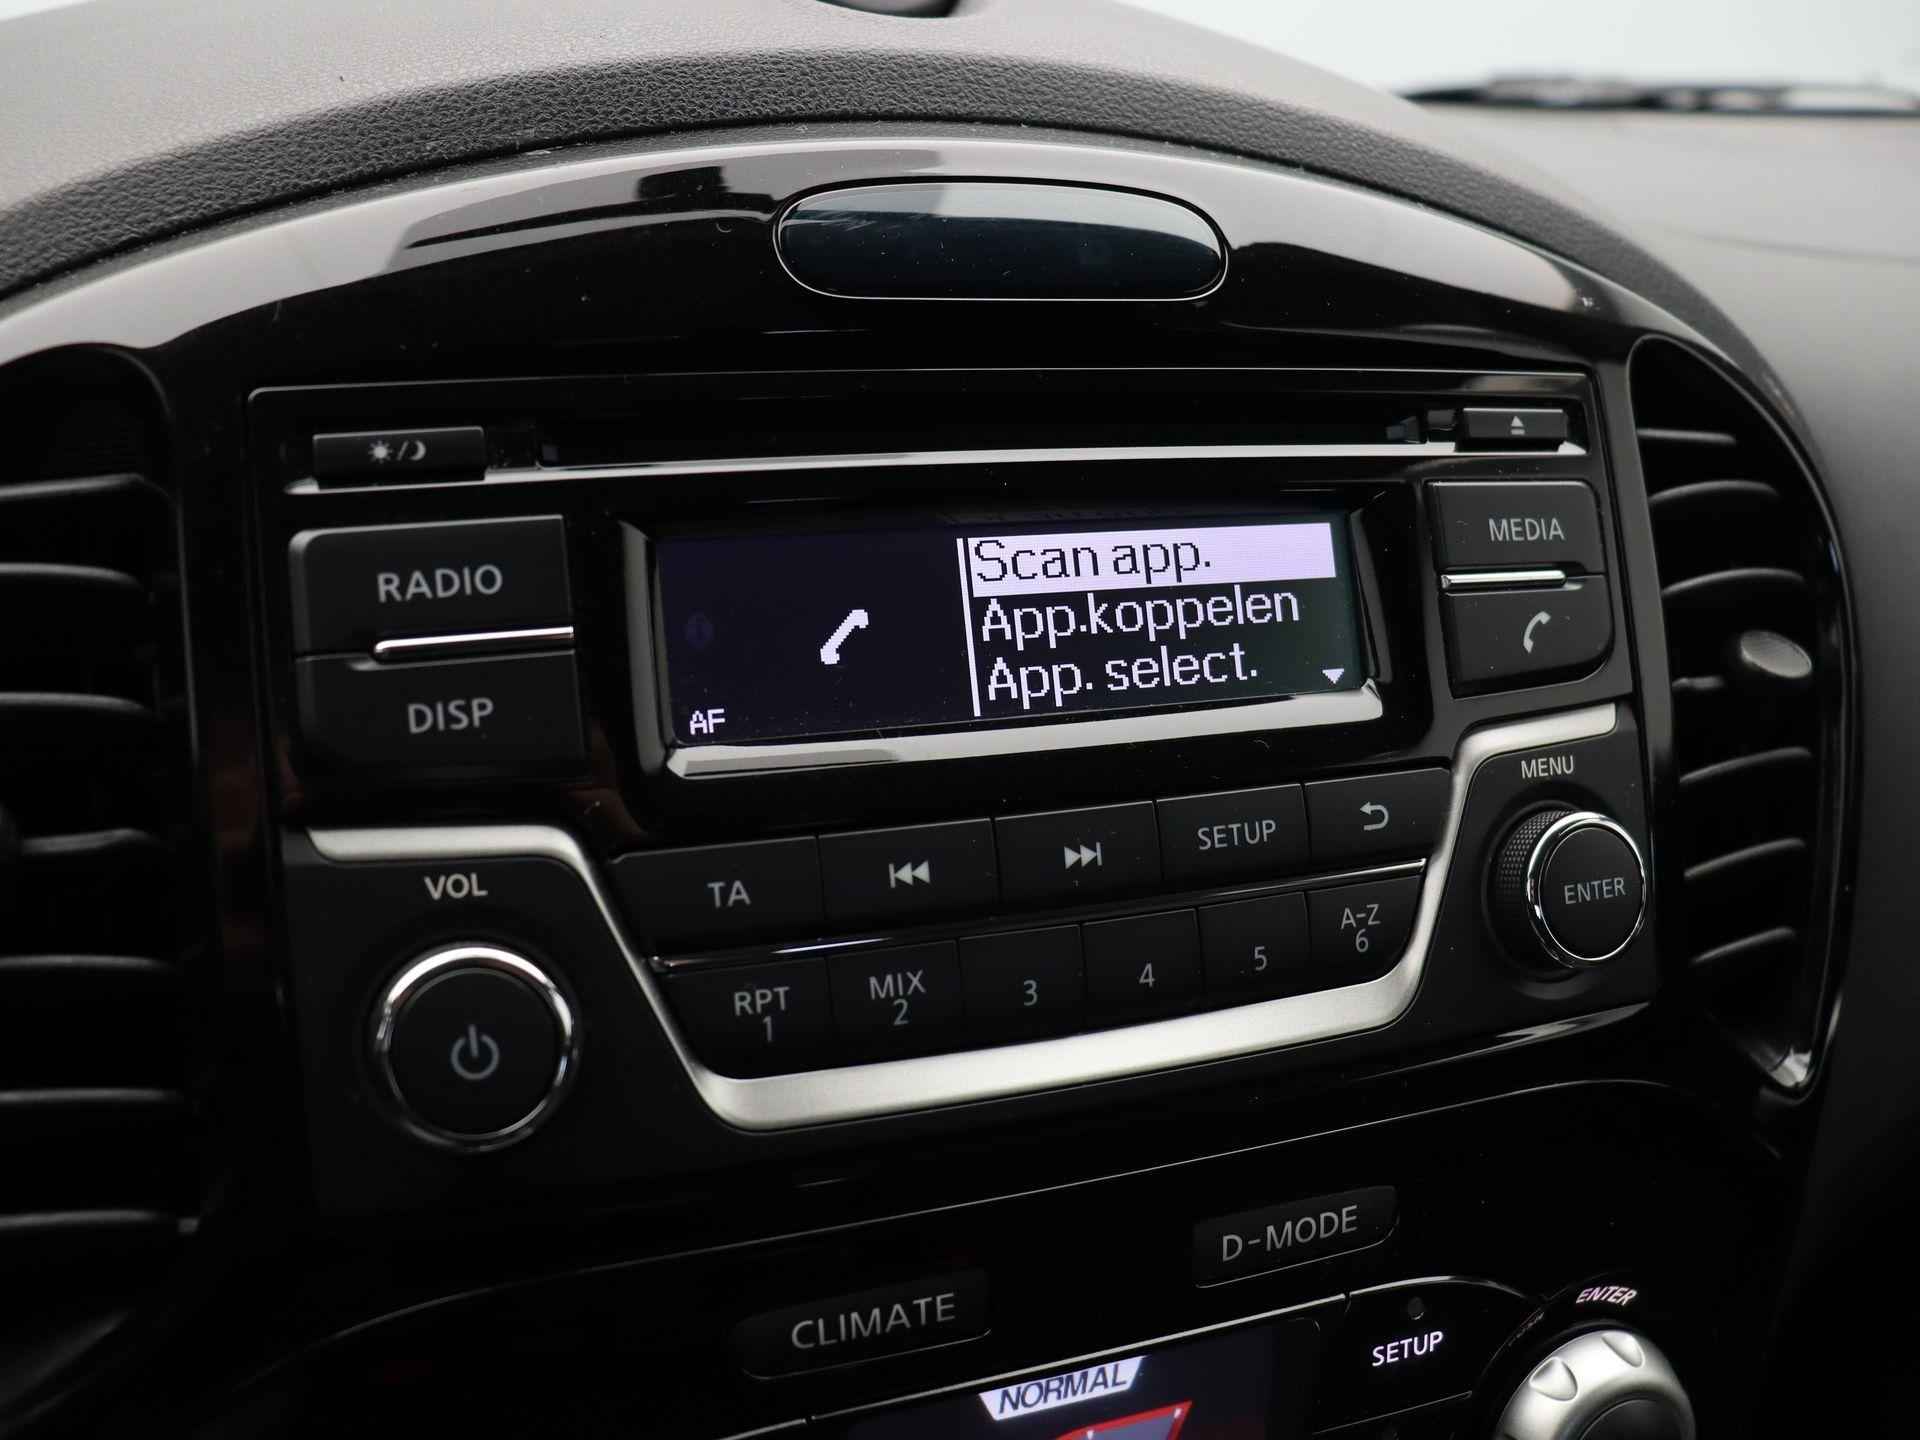 RADIO
DISP
Scan app.
App.koppelen
App. select.
AF
MEDIA
MENU
ENTER
VOL
TA
SETUP
RPT
1
MIX
2
3
4
5
A-Z
6
D-MODE
CLIMATE
ENTER
SETUP
NORMAL